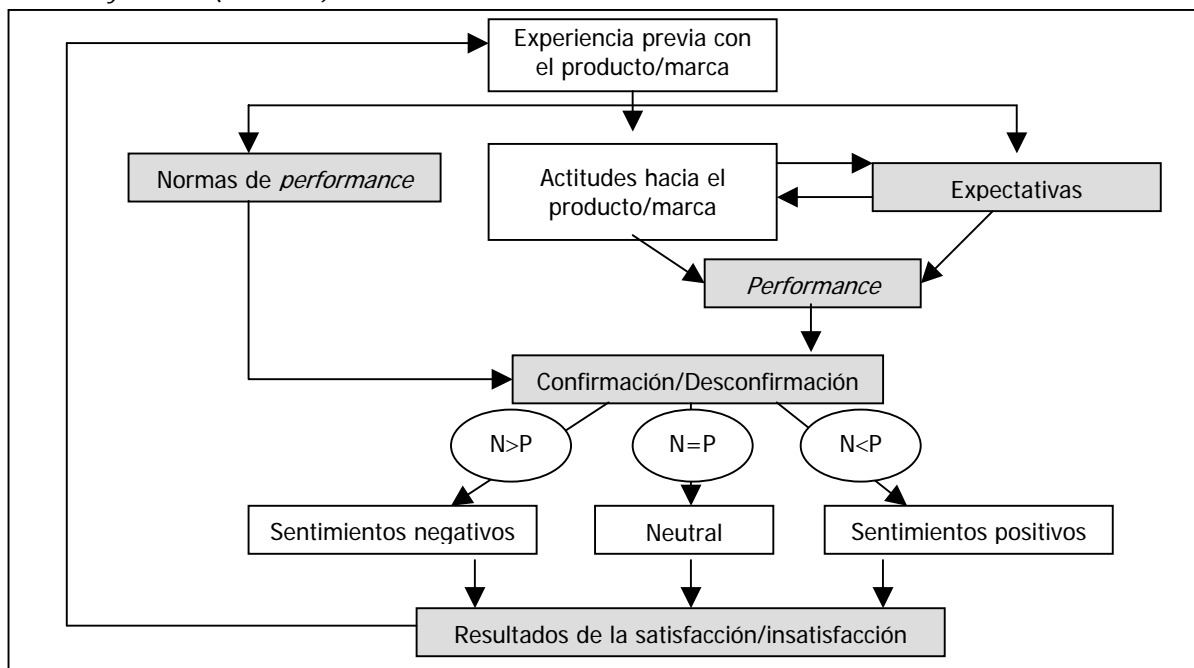 Experiencia previa con
el producto/marca
Normas de performance
Actitudes hacia el
producto/marca
Expectativas
Performance
Confirmación/Desconfirmación
N>P
N=P
N<P
Sentimientos negativos
Neutral
Sentimientos positivos
Resultados de la satisfacción/insatisfacción